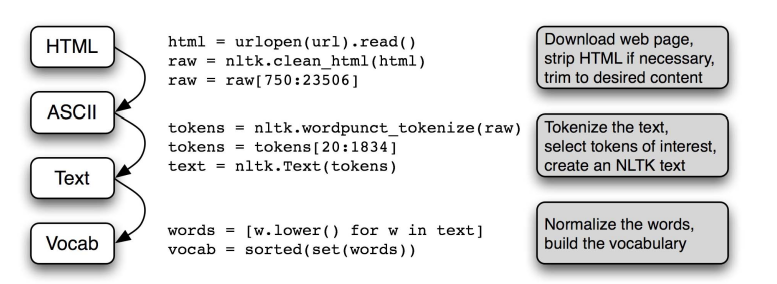 HTML
html = urlopen(url).read()
raw = nltk.clean_html(html)
raw = raw[750:23506]
Download web page,
strip HTML if necessary,
trim to desired content
ASCII
tokens = nltk.wordpunct_tokenize(raw)
tokens = tokens[20:1834]
text = nltk.Text(tokens)
Tokenize the text,
select tokens of interest,
create an NLTK text
Text
words = [w.lower() for w in text]
vocab = sorted(set(words))
Normalize the words,
build the vocabulary
Vocab